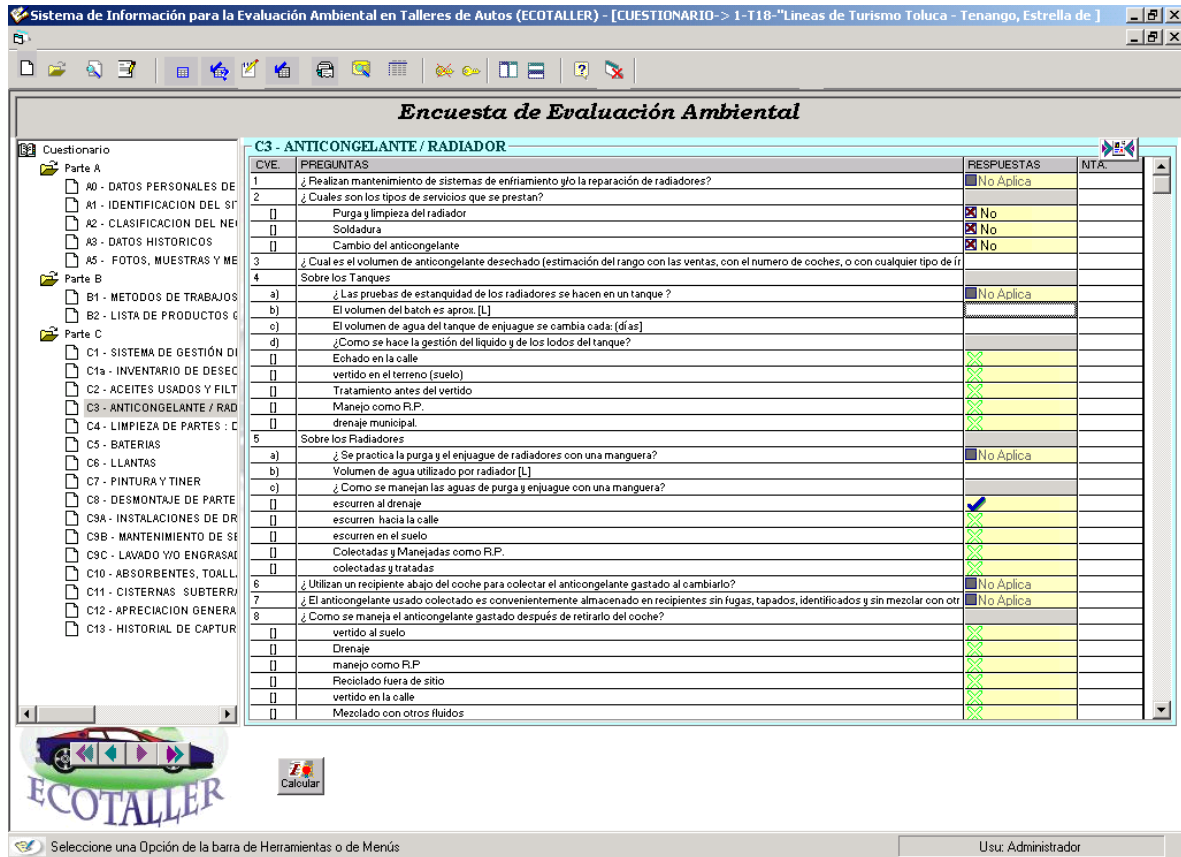 Sistema de Información para la Evaluación Ambiental en Talleres de Autos (ECOTALLER) - [CUESTIONARIO-> 1-T18-"Lineas de Turismo Toluca - Tenango, Estrella de ]
Encuesta de Evaluación Ambiental
Cuestionario
Parte A
A0 - DATOS PERSONALES DE
A1 - IDENTIFICACION DEL SI
A2 - CLASIFICACION DEL NE
A3 - DATOS HISTORICOS
A5 - FOTOS, MUESTRAS Y ME
Parte B
B1 - METODOS DE TRABAJOS
B2 - LISTA DE PRODUCTOS
Parte C
C1 - SISTEMA DE GESTIÓN D
C1a - INVENTARIO DE DESEC
C2 - ACEITES USADOS Y FILT
C3 - ANTICONGELANTE / RAD
C4 - LIMPIEZA DE PARTES :
C5 - BATERIAS
C6 - LLANTAS
C7 - PINTURA Y TINER
C8 - DESMONTAJE DE PARTE
C9A - INSTALACIONES DE DR
C9B - MANTENIMIENTO DE SE
C9C - LAVADO Y/O ENGRASA
C10 - ABSORBENTES, TOALL
C11 - CISTERNAS SUBTERR
C12 - APRECIACION GENERA
C13 - HISTORIAL DE CAPTUR
C3 - ANTICONGELANTE / RADIADOR
CVE. PREGUNTAS RESPUESTAS NTA.
1 ¿ Realizan mantenimiento de sistemas de enfriamiento y/o la reparación de radiadores? No Aplica
2 ¿ Cuales son los tipos de servicios que se prestan?
[] Purga y limpieza del radiador No
[] Soldadura No
[] Cambio del anticongelante No
3 ¿ Cual es el volumen de anticongelante desechado (estimación del rango con las ventas, con el numero de coches, o con cualquier tipo de ír
4 Sobre los Tanques
a) ¿ Las pruebas de estanquidad de los radiadores se hacen en un tanque ? No Aplica
b) El volumen del batch es aprox. [L]
c) El volumen de agua del tanque de enjuague se cambia cada: [días]
d) ¿Como se hace la gestión del liquido y de los lodos del tanque?
[] Echado en la calle
[] vertido en el terreno (suelo)
[] Tratamiento antes del vertido
[] Manejo como R.P.
[] drenaje municipal.
5 Sobre los Radiadores
a) ¿ Se practica la purga y el enjuague de radiadores con una manguera? No Aplica
b) Volumen de agua utilizado por radiador [L]
c) ¿ Como se manejan las aguas de purga y enjuague con una manguera?
[] escurren al drenaje
[] escurren hacia la calle
[] escurren en el suelo
[] Colectadas y Manejadas como R.P.
[] colectadas y tratadas
6 ¿ Utilizan un recipiente abajo del coche para colectar el anticongelante gastado al cambiarlo? No Aplica
7 ¿ El anticongelante usado colectado es convenientemente almacenado en recipientes sin fugas, tapados, identificados y sin mezclar con otr No Aplica
8 ¿ Como se maneja el anticongelante gastado después de retirarlo del coche?
[] vertido al suelo
[] Drenaje
[] manejo como R.P
[] Reciclado fuera de sitio
[] vertido en la calle
[] Mezclado con otros fluidos
ECOTALLER
Calcular
Seleccione una Opción de la barra de Herramientas o de Menús
Usu: Administrador